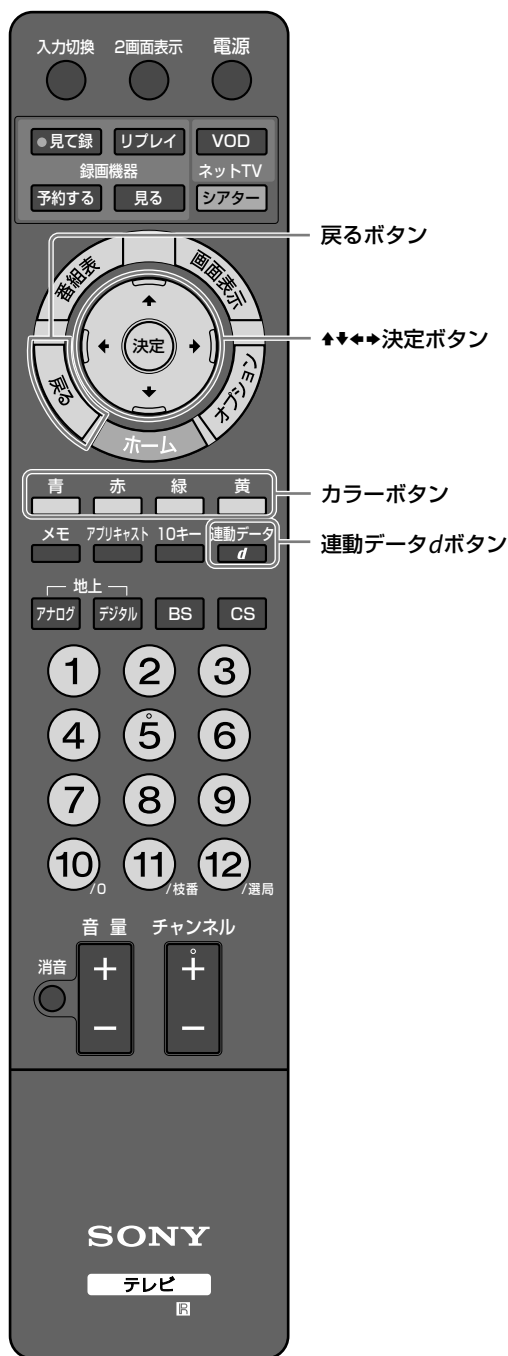 入力切換 2画面表示 電源
●見て録 リプレイ VOD
録画機器 ネットTV
予約する 見る シアター
戻るボタン
番組表 画面表示
決定
♠♦←→決定ボタン
戻る オプション
ホーム
青 赤 緑 黄
カラーボタン
メモ アプリキャスト 10キー 連動データ
d
連動データdボタン
地上
アナログ デジタル BS CS
1 2 3
4 5 6
7 8 9
10/0 11/枝番 12/選局
音量 チャンネル
消音 + +
− −
SONY
テレビ
R